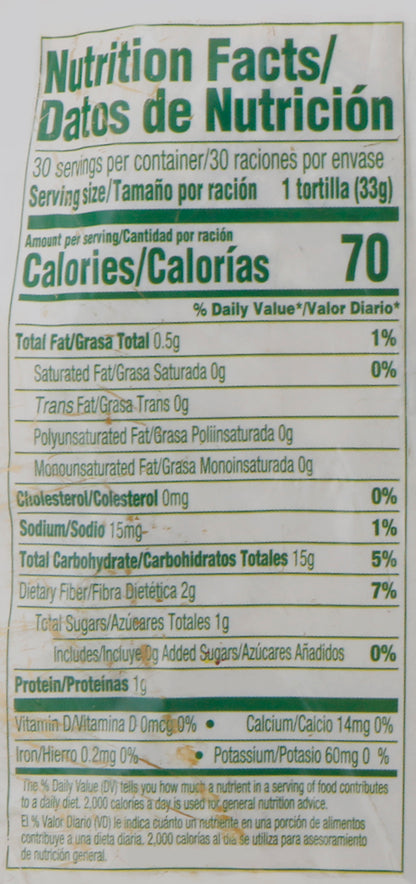 Nutrition Facts/
Datos de Nutrición
30 servings per container/30 raciones por envase
Serving size/Tamaño por ración 1 tortilla (33g)
Amount per serving/Cantidad por ración
Calories/Calorías 70
% Daily Value*/Valor Diario*
Total Fat/Grasa Total 0.5g 1%
Saturated Fat/Grasa Saturada 0g 0%
Trans Fat/Grasa Trans 0g
Polyunsaturated Fat/Grasa Poliinsaturada 0g
Monounsaturated Fat/Grasa Monoinsaturada 0g
Cholesterol/Colesterol 0mg 0%
Sodium/Sodio 15mg 1%
Total Carbohydrate/Carbohidratos Totales 15g 5%
Dietary Fiber/Fibra Dietética 2g 7%
Total Sugars/Azúcares Totales 1g
Includes/Incluye 0g Added Sugars/Azúcares Añadidos 0%
Protein/Proteínas 1g
Vitamin D/Vitamina D 0mcg 0% • Calcium/Calcio 14mg 0%
Iron/Hierro 0.2mg 0% • Potassium/Potasio 60mg 0 %
The % Daily Value (DV) tells you how much a nutrient in a serving of food contributes
to a daily diet. 2,000 calories a day is used for general nutrition advice.
El % Valor Diario (VD) le indica cuánto un nutriente en una porción de alimentos
contribuye a una dieta diaria. 2,000 calorías al día se utiliza para asesoramiento
de nutrición general.